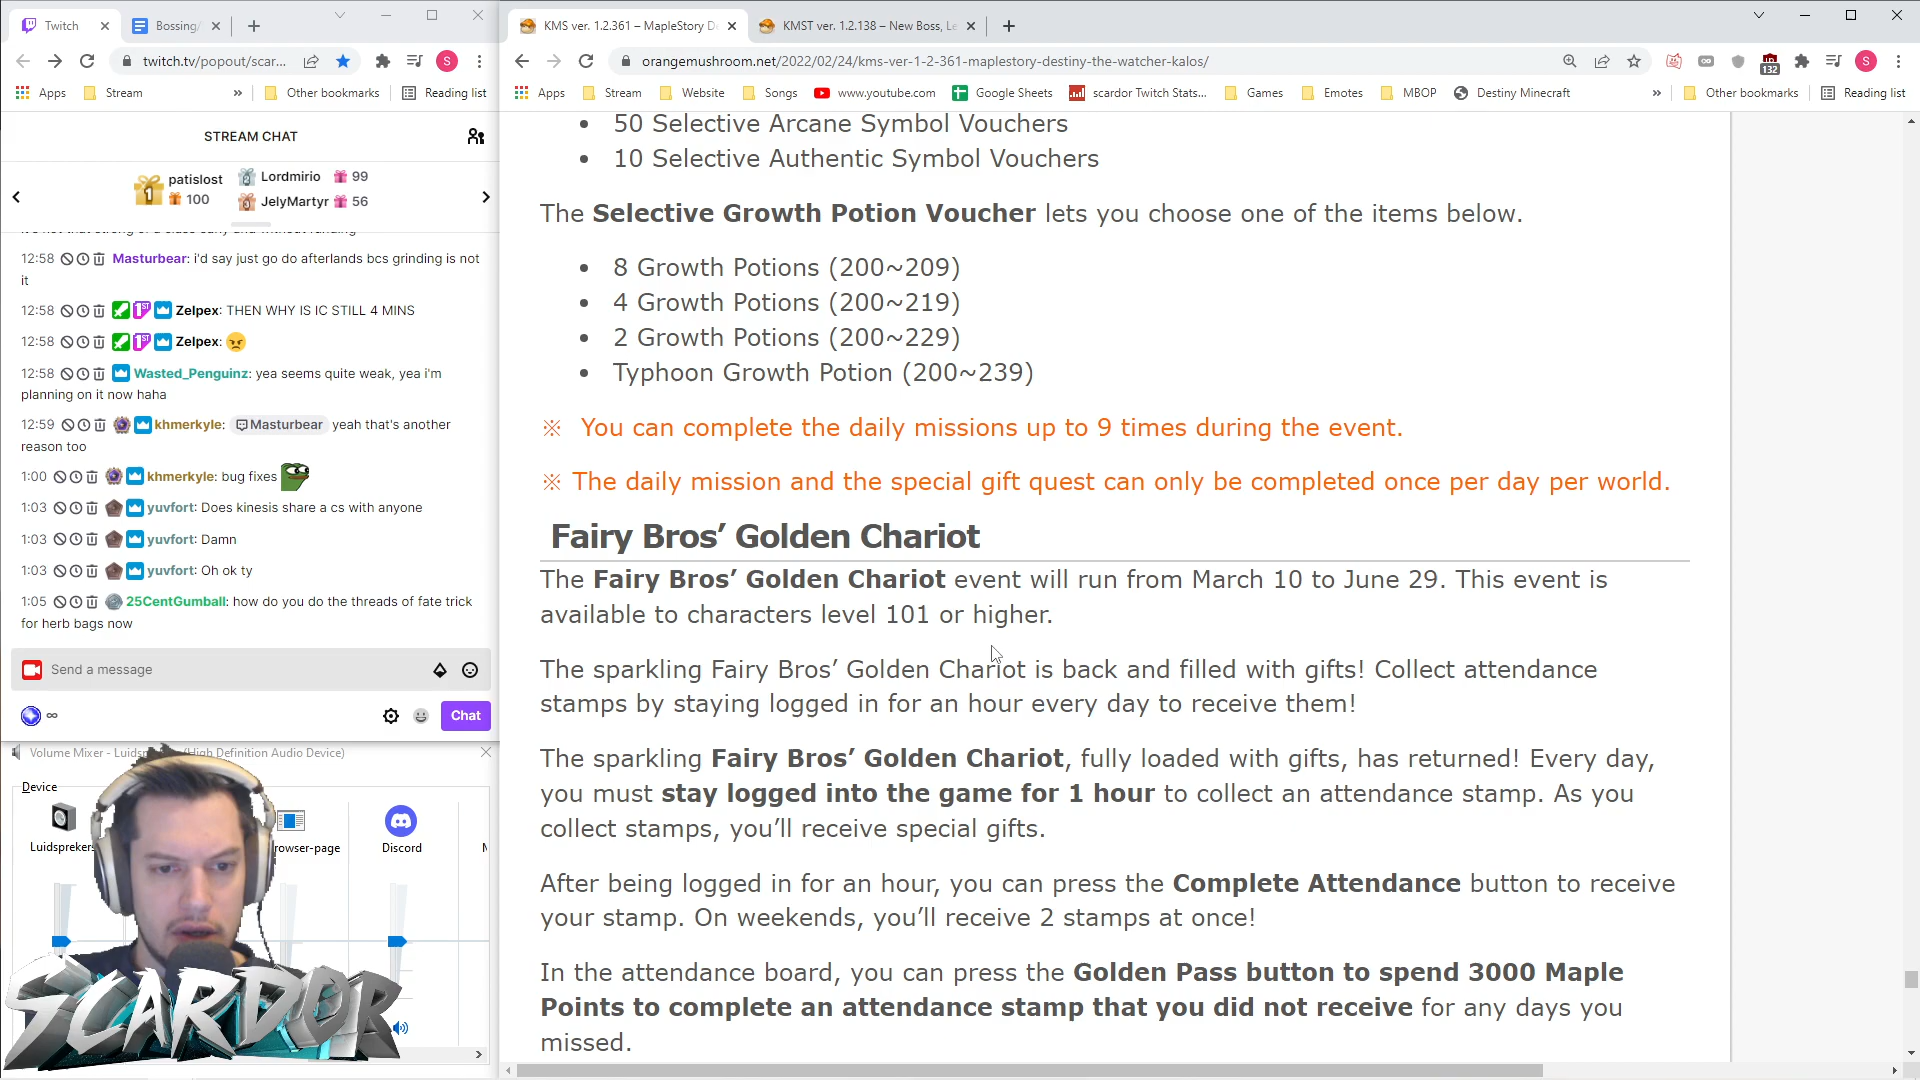 Twitch
Bossing/
KMS ver. 1.2.361 – MapleStory D
KMST ver. 1.2.138 – New Boss, Le
twitch.tv/popout/scar...
S
orangemushroom.net/2022/02/24/kms-ver-1-2-361-maplestory-destiny-the-watcher-kalos/
132
S
Apps
Stream
»
Other bookmarks
Reading list
Apps
Stream
Website
Songs
www.youtube.com
Google Sheets
scardor Twitch Stats...
Games
Emotes
MBOP
Destiny Minecraft
»
Other bookmarks
Reading list
STREAM CHAT
1
patislost
100
Lordmirio 99
JelyMartyr 56
12:58 Masturbear: i'd say just go do afterlands bcs grinding is not
it
12:58 1ST Zelpex: THEN WHY IS IC STILL 4 MINS
12:58 1ST Zelpex:
12:58 Wasted_Penguinz: yea seems quite weak, yea i'm
planning on it now haha
12:59 khmerkyle: Masturbear yeah that's another
reason too
1:00 khmerkyle: bug fixes
1:03 yuvfort: Does kinesis share a cs with anyone
1:03 yuvfort: Damn
1:03 yuvfort: Oh ok ty
1:05 25CentGumball: how do you do the threads of fate trick
for herb bags now
Send a message
∞
Chat
Volume Mixer - Luidsp (High Definition Audio Device)
Device
Luidspreker
rowser-page
Discord
SCARDOR
• 50 Selective Arcane Symbol Vouchers
• 10 Selective Authentic Symbol Vouchers
The Selective Growth Potion Voucher lets you choose one of the items below.
• 8 Growth Potions (200~209)
• 4 Growth Potions (200~219)
• 2 Growth Potions (200~229)
• Typhoon Growth Potion (200~239)
※ You can complete the daily missions up to 9 times during the event.
※ The daily mission and the special gift quest can only be completed once per day per world.
Fairy Bros’ Golden Chariot
The Fairy Bros’ Golden Chariot event will run from March 10 to June 29. This event is
available to characters level 101 or higher.
The sparkling Fairy Bros’ Golden Chariot is back and filled with gifts! Collect attendance
stamps by staying logged in for an hour every day to receive them!
The sparkling Fairy Bros’ Golden Chariot, fully loaded with gifts, has returned! Every day,
you must stay logged into the game for 1 hour to collect an attendance stamp. As you
collect stamps, you’ll receive special gifts.
After being logged in for an hour, you can press the Complete Attendance button to receive
your stamp. On weekends, you’ll receive 2 stamps at once!
In the attendance board, you can press the Golden Pass button to spend 3000 Maple
Points to complete an attendance stamp that you did not receive for any days you
missed.